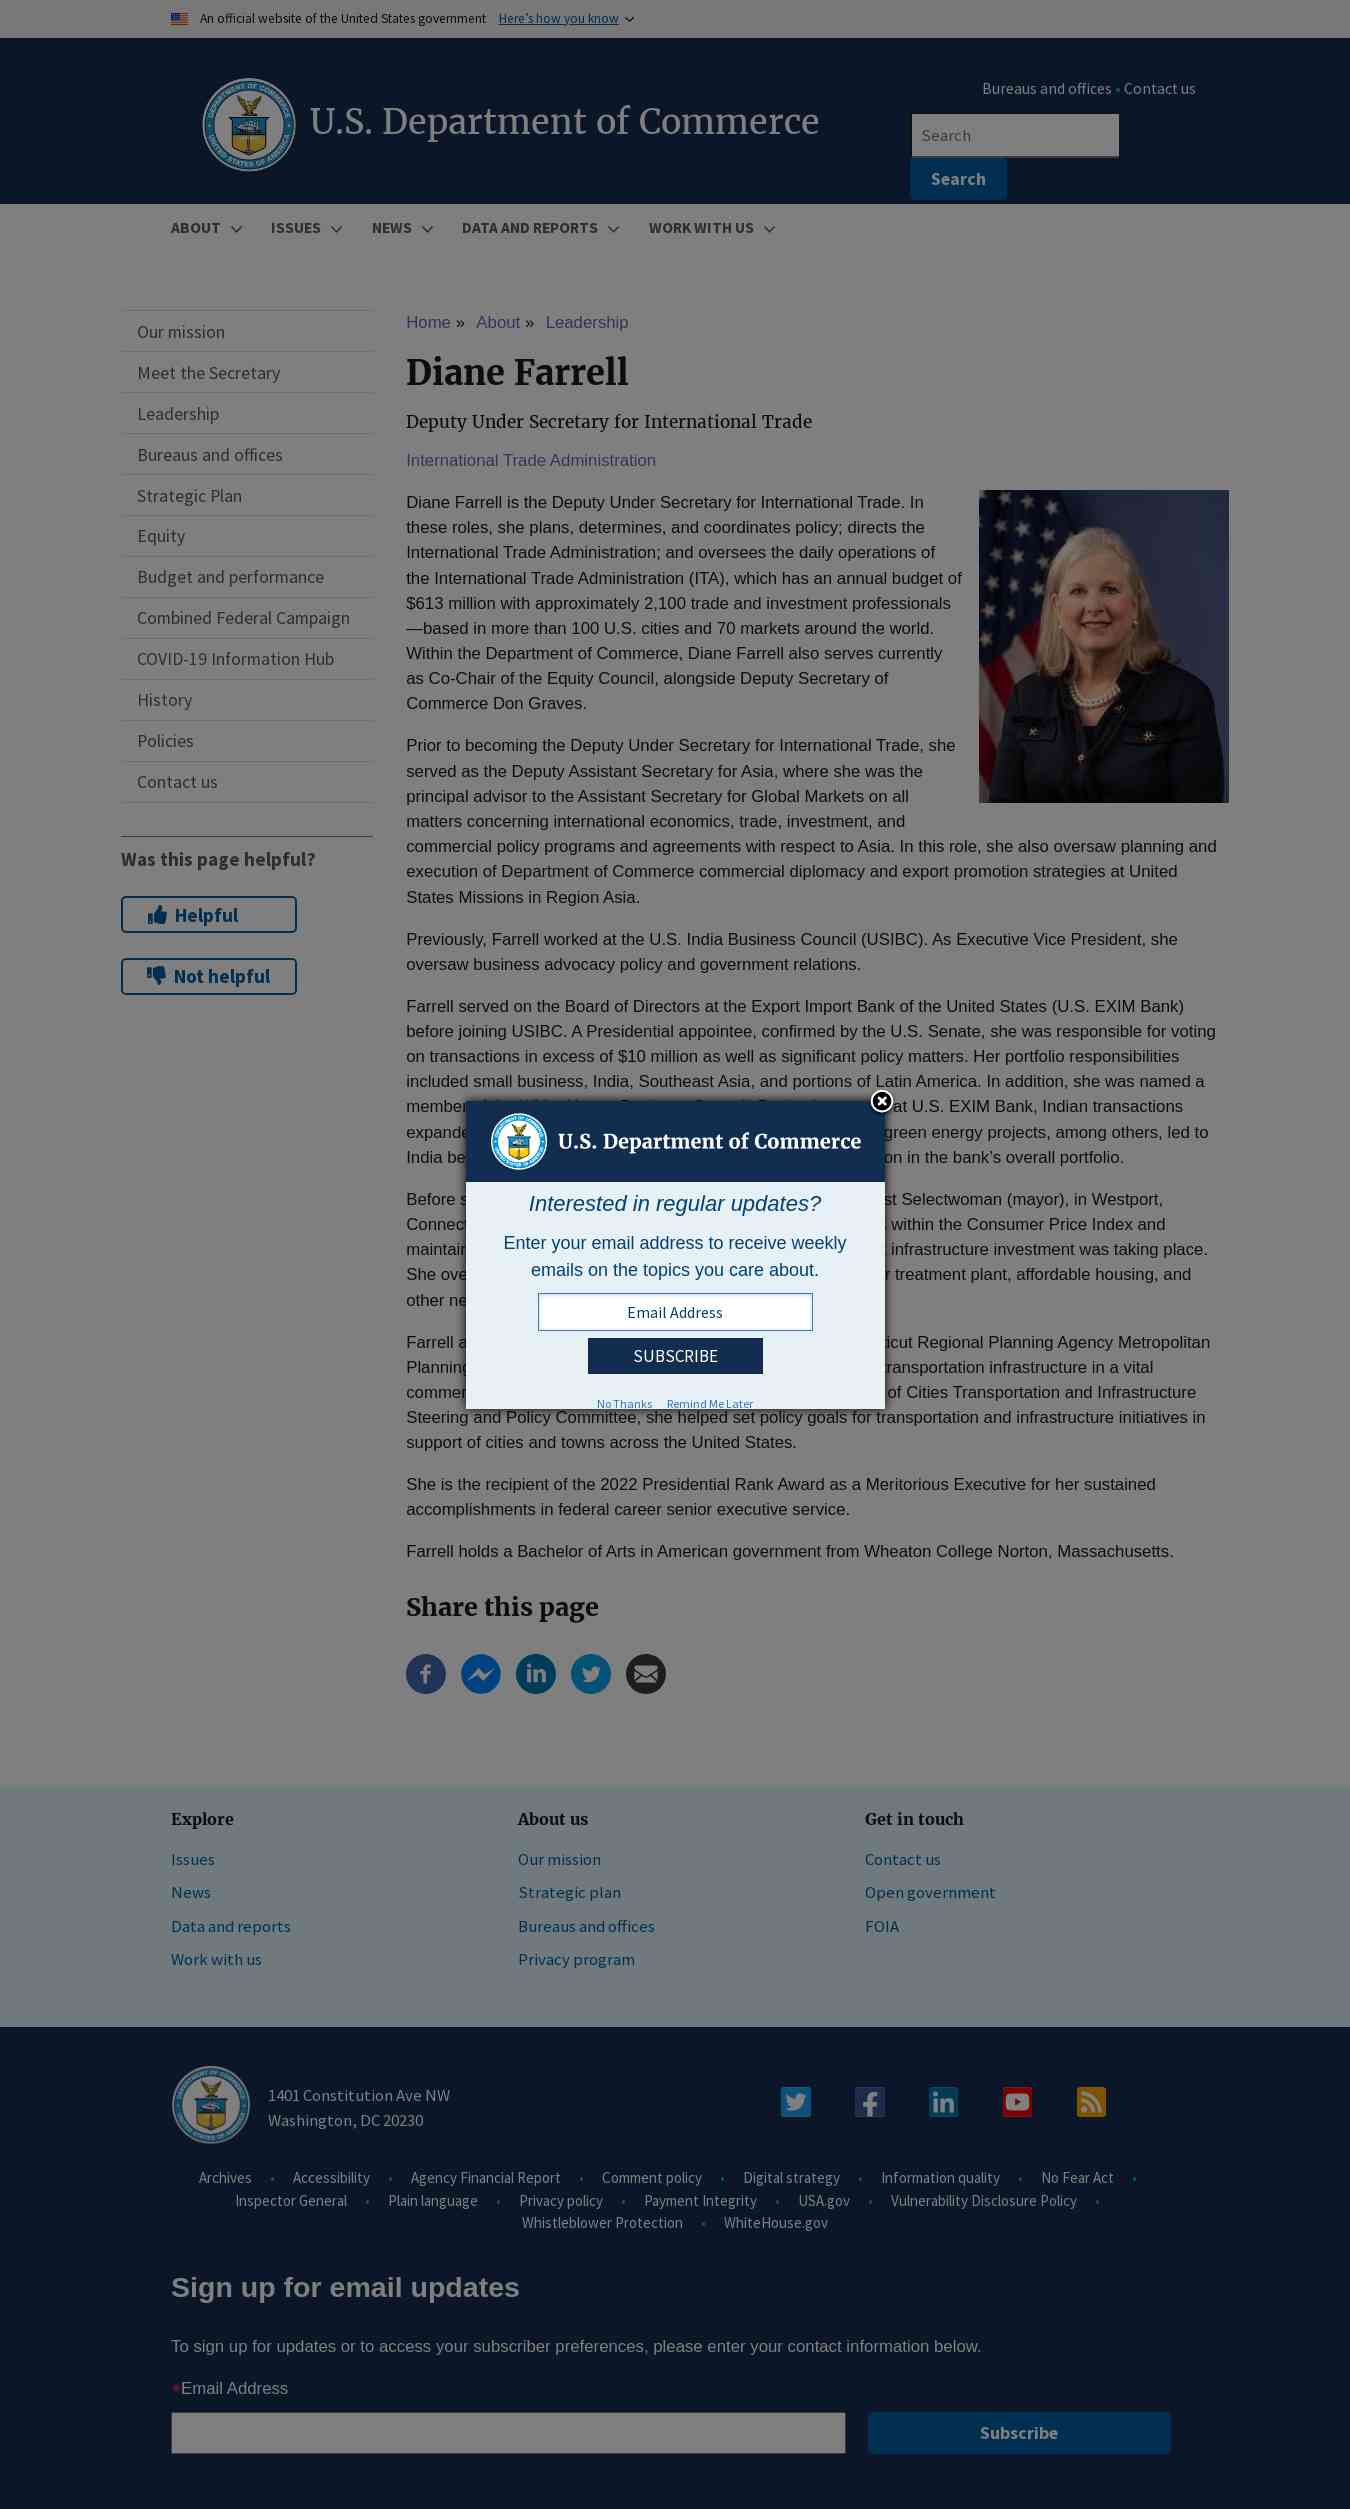 An official website of the United States government Here's how you know
U.S. Department of Commerce
Bureaus and offices • Contact us
Search
Search
ABOUT ISSUES NEWS DATA AND REPORTS WORK WITH US
Our mission
Meet the Secretary
Leadership
Bureaus and offices
Strategic Plan
Equity
Budget and performance
Combined Federal Campaign
COVID-19 Information Hub
History
Policies
Contact us
Was this page helpful?
Helpful
Not helpful
Home » About » Leadership
Diane Farrell
Deputy Under Secretary for International Trade
International Trade Administration
Diane Farrell is the Deputy Under Secretary for International Trade. In
these roles, she plans, determines, and coordinates policy; directs the
International Trade Administration; and oversees the daily operations of
the International Trade Administration (ITA), which has an annual budget of
$613 million with approximately 2,100 trade and investment professionals
—based in more than 100 U.S. cities and 70 markets around the world.
Within the Department of Commerce, Diane Farrell also serves currently
as Co-Chair of the Equity Council, alongside Deputy Secretary of
Commerce Don Graves.
Prior to becoming the Deputy Under Secretary for International Trade, she
served as the Deputy Assistant Secretary for Asia, where she was the
principal advisor to the Assistant Secretary for Global Markets on all
matters concerning international economics, trade, investment, and
commercial policy programs and agreements with respect to Asia. In this role, she also oversaw planning and
execution of Department of Commerce commercial diplomacy and export promotion strategies at United
States Missions in Region Asia.
Previously, Farrell worked at the U.S. India Business Council (USIBC). As Executive Vice President, she
oversaw business advocacy policy and government relations.
Farrell served on the Board of Directors at the Export Import Bank of the United States (U.S. EXIM Bank)
before joining USIBC. A Presidential appointee, confirmed by the U.S. Senate, she was responsible for voting
on transactions in excess of $10 million as well as significant policy matters. Her portfolio responsibilities
included small business, India, Southeast Asia, and portions of Latin America. In addition, she was named a
member at U.S. EXIM Bank, Indian transactions
green energy projects, among others, led to
India in the bank's overall portfolio.
Before Selectwoman (mayor), in Westport,
within the Consumer Price Index and
infrastructure investment was taking place.
She treatment plant, affordable housing, and
other
Farrell Regional Planning Agency Metropolitan
Planning transportation infrastructure in a vital
of Cities Transportation and Infrastructure
Steering and Policy Committee, she helped set policy goals for transportation and infrastructure initiatives in
support of cities and towns across the United States.
She is the recipient of the 2022 Presidential Rank Award as a Meritorious Executive for her sustained
accomplishments in federal career senior executive service.
Farrell holds a Bachelor of Arts in American government from Wheaton College Norton, Massachusetts.
U.S. Department of Commerce
Interested in regular updates?
Enter your email address to receive weekly
emails on the topics you care about.
Email Address
SUBSCRIBE
No Thanks Remind Me Later
Share this page
Explore
Issues
News
Data and reports
Work with us
About us
Our mission
Strategic plan
Bureaus and offices
Privacy program
Get in touch
Contact us
Open government
FOIA
1401 Constitution Ave NW
Washington, DC 20230
Archives • Accessibility • Agency Financial Report • Comment policy • Digital strategy • Information quality • No Fear Act •
Inspector General • Plain language • Privacy policy • Payment Integrity • USA.gov • Vulnerability Disclosure Policy •
Whistleblower Protection • WhiteHouse.gov
Sign up for email updates
To sign up for updates or to access your subscriber preferences, please enter your contact information below.
*Email Address
Subscribe